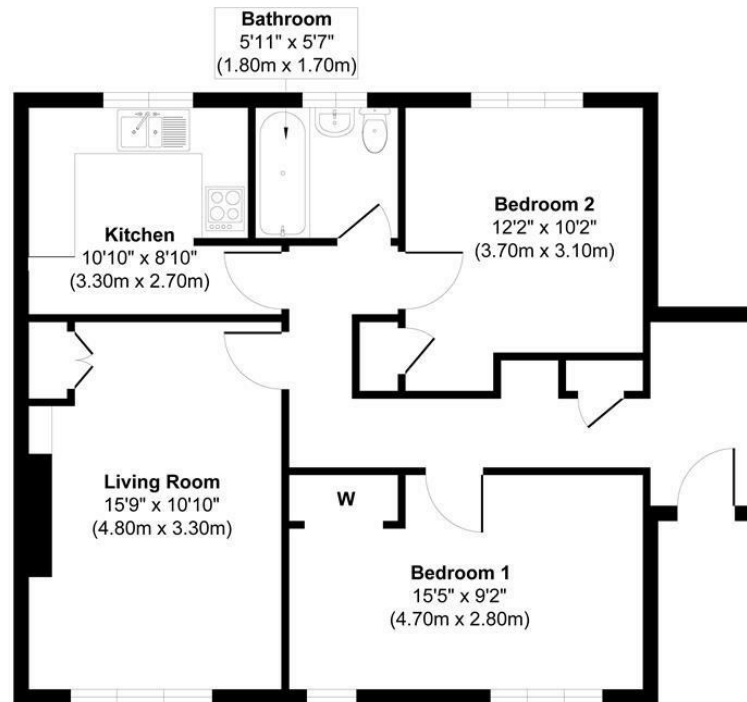 Bathroom
5'11" x 5'7"
(1.80m x 1.70m)
Kitchen
10'10" x 8'10"
(3.30m x 2.70m)
Bedroom 2
12'2" x 10'2"
(3.70m x 3.10m)
Living Room
15'9" x 10'10"
(4.80m x 3.30m)
W
Bedroom 1
15'5" x 9'2"
(4.70m x 2.80m)